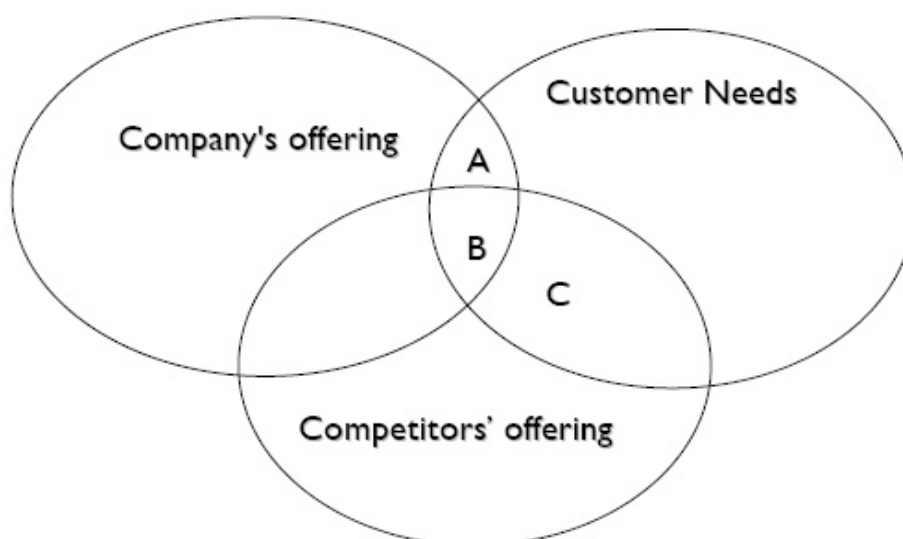 Customer Needs
Company's offering
A
B
C
Competitors’ offering